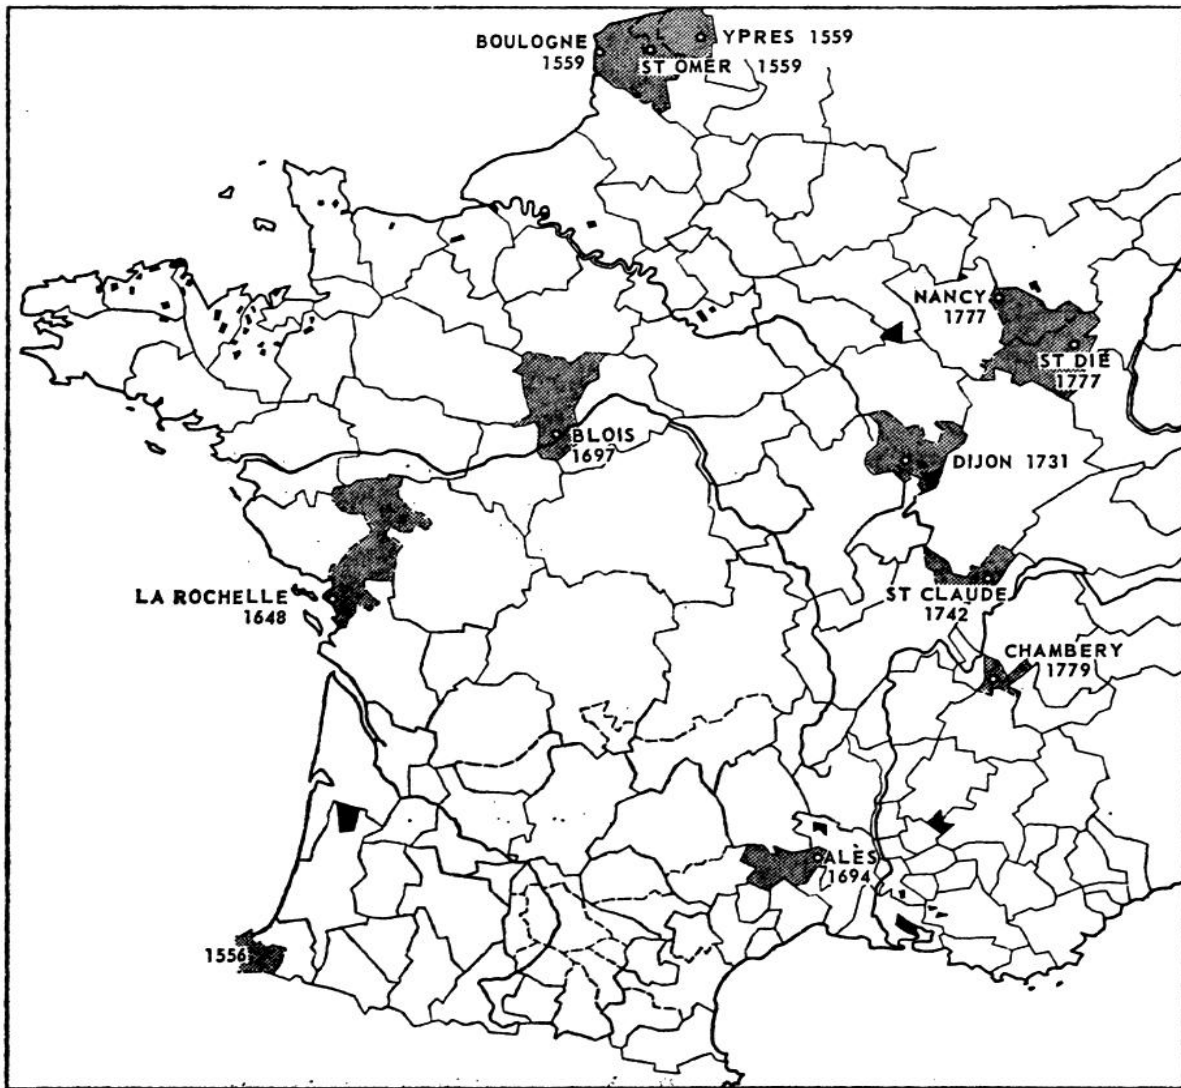 BOULOGNE
1559
YPRES 1559
ST OMER 1559
NANCY
1777
ST DIE
1777
BLOIS
1697
DIJON 1731
LA ROCHELLE
1648
ST CLAUDE
1742
CHAMBERY
1779
ALÈS
1694
1556